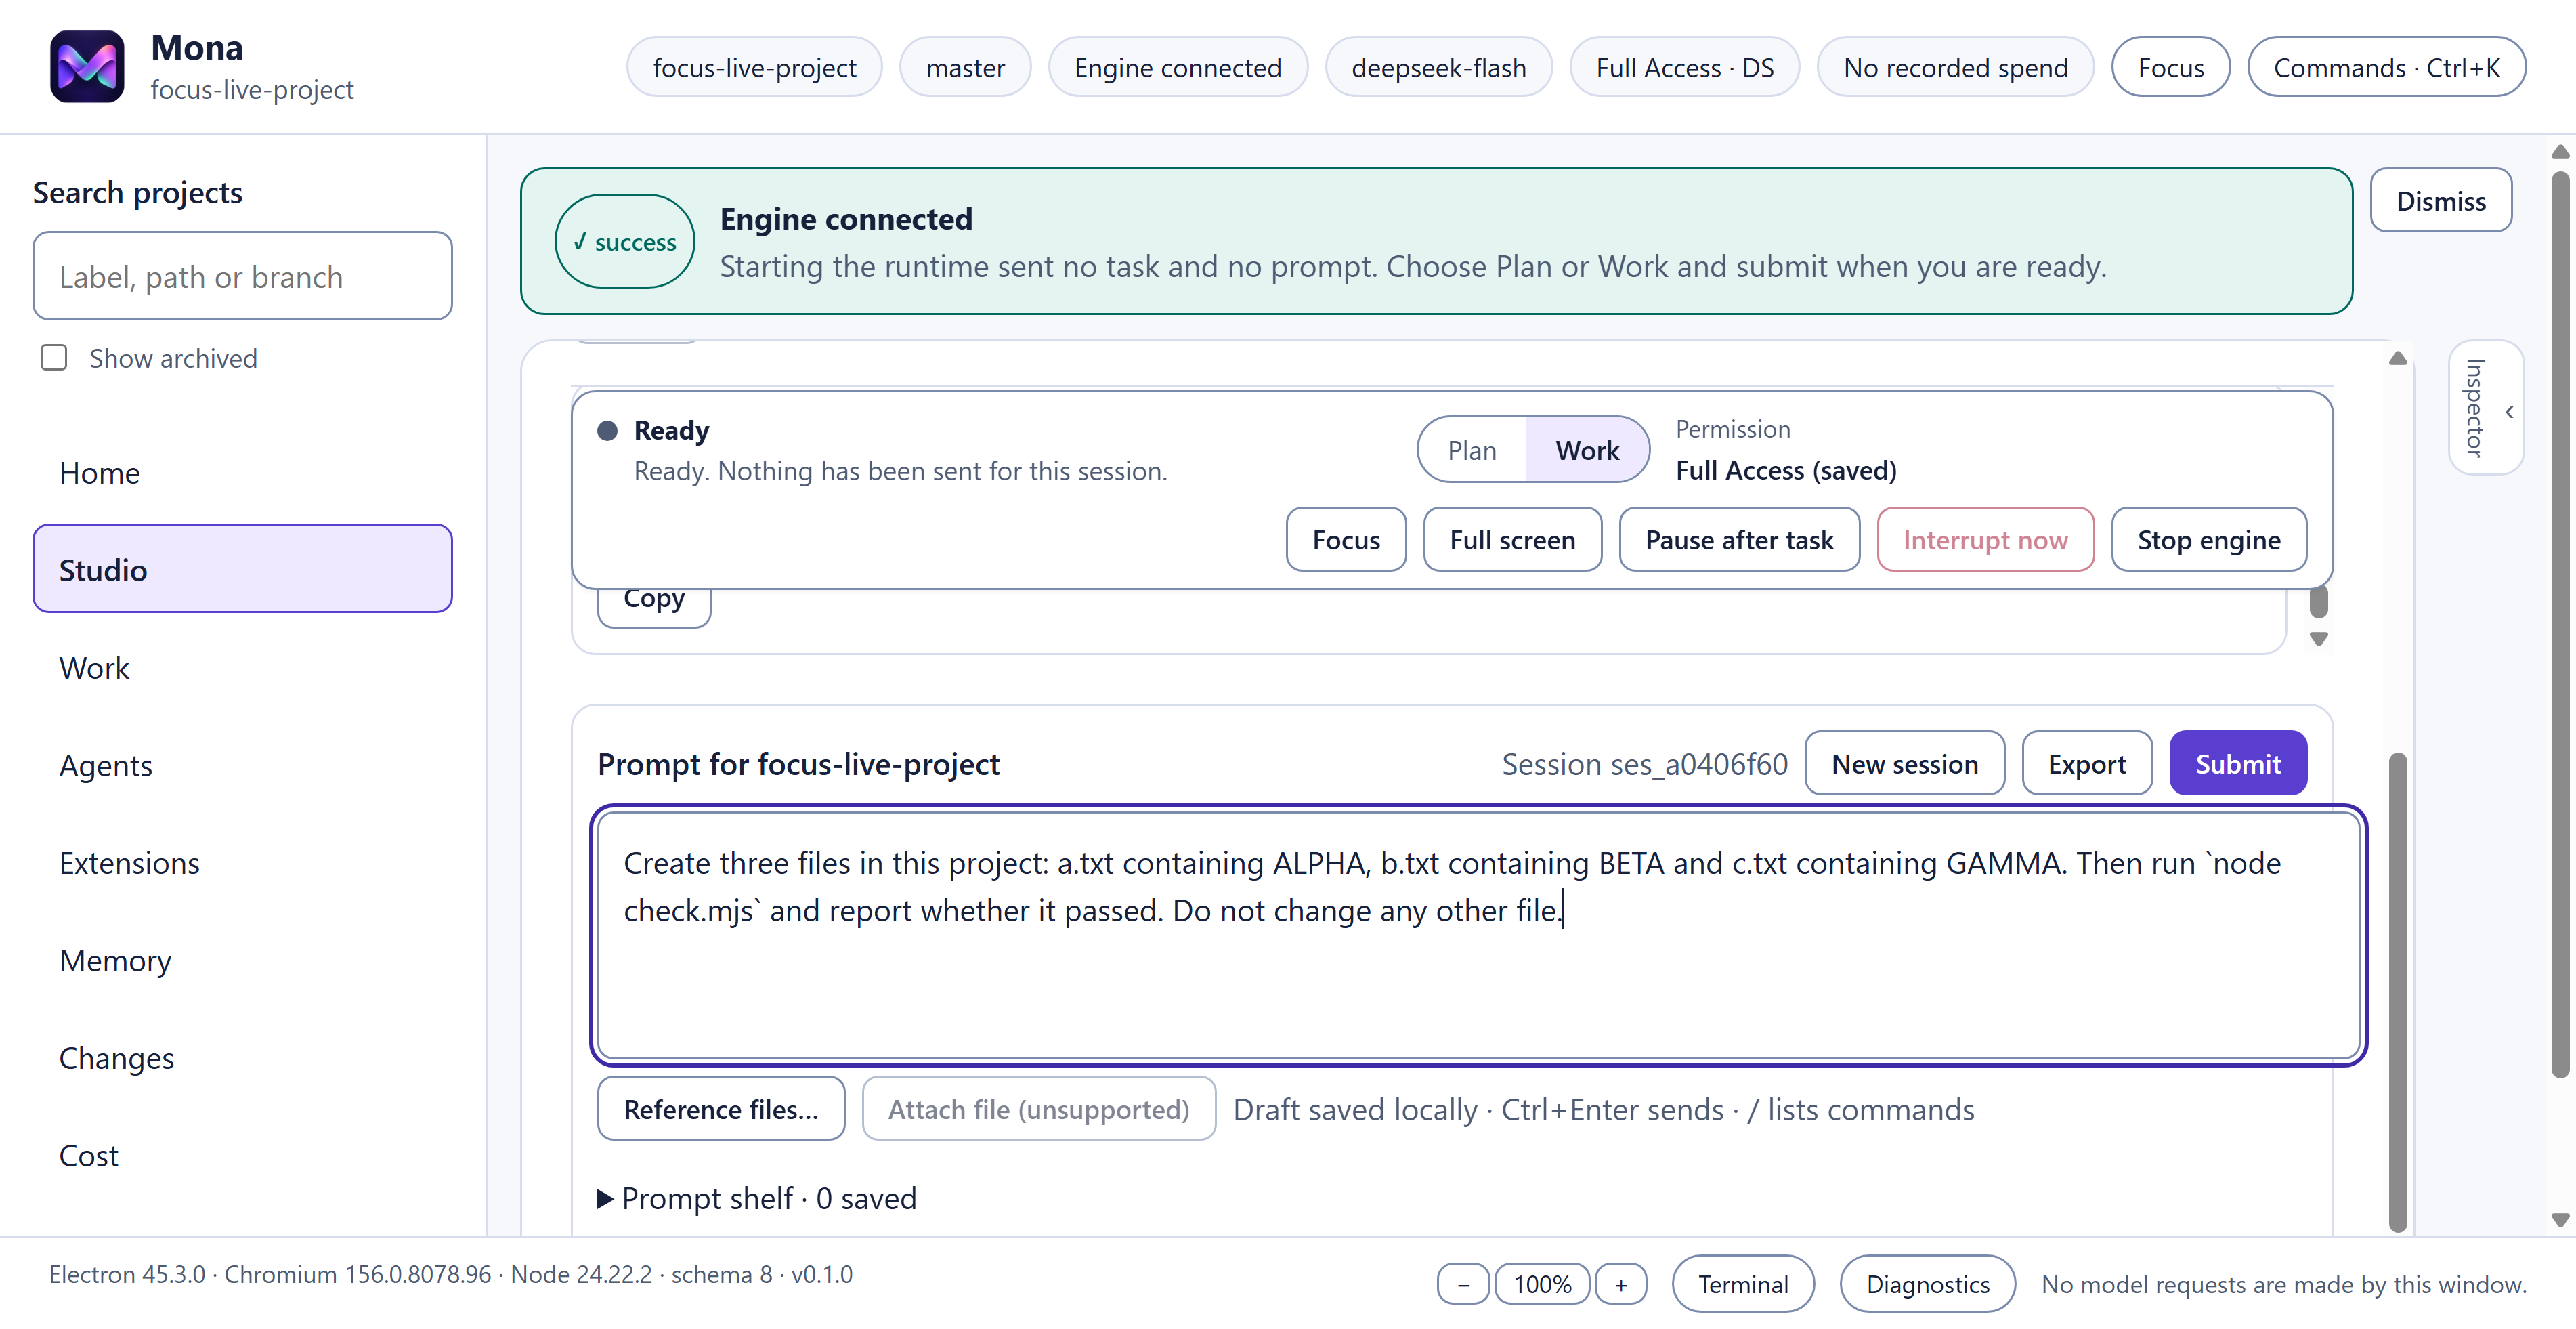 Mona
focus-live-project
focus-live-project
master
Engine connected
deepseek-flash
Full Access · DS
No recorded spend
Focus
Commands · Ctrl+K
Search projects
Label, path or branch
Show archived
Home
Studio
Work
Agents
Extensions
Memory
Changes
Cost
✓ success
Engine connected
Starting the runtime sent no task and no prompt. Choose Plan or Work and submit when you are ready.
Dismiss
Inspector
Ready
Ready. Nothing has been sent for this session.
Plan
Work
Permission
Full Access (saved)
Focus
Full screen
Pause after task
Interrupt now
Stop engine
Copy
Prompt for focus-live-project
Session ses_a0406f60
New session
Export
Submit
Create three files in this project: a.txt containing ALPHA, b.txt containing BETA and c.txt containing GAMMA. Then run `node
check.mjs` and report whether it passed. Do not change any other file.
Reference files...
Attach file (unsupported)
Draft saved locally · Ctrl+Enter sends · / lists commands
Prompt shelf · 0 saved
Electron 45.3.0 · Chromium 156.0.8078.96 · Node 24.22.2 · schema 8 · v0.1.0
−
100%
+
Terminal
Diagnostics
No model requests are made by this window.